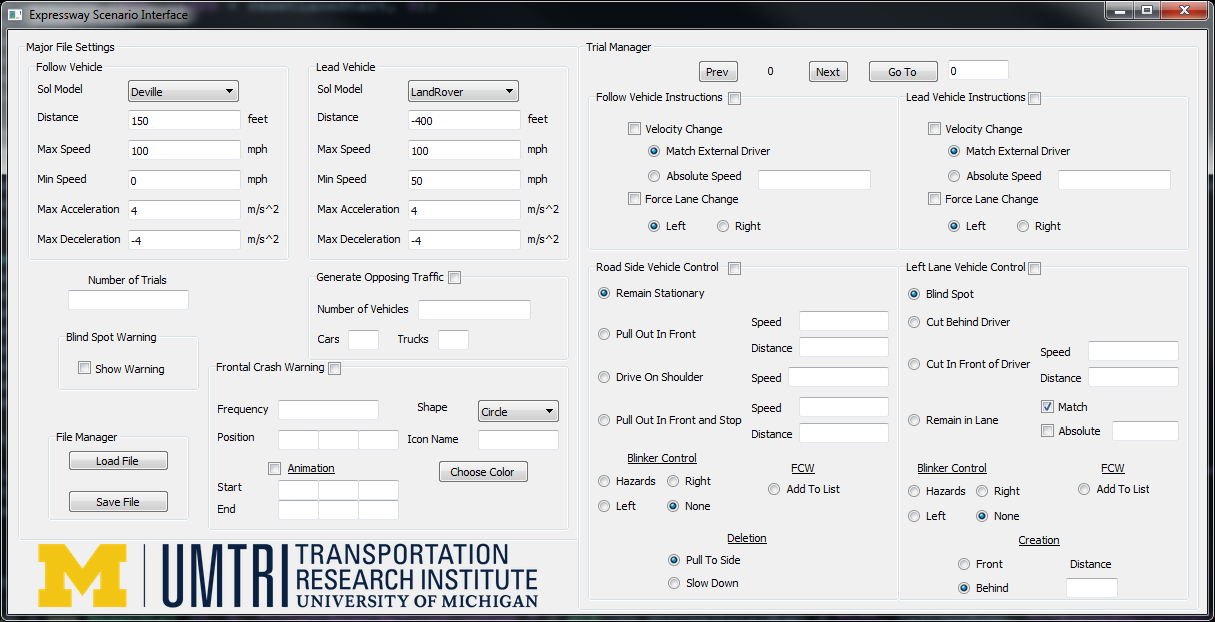 Expressway Scenario Interface
Major File Settings
Follow Vehicle
Sol Model
Deville
Distance
150
feet
Max Speed
100
mph
Min Speed
0
mph
Max Acceleration
4
m/s^2
Max Deceleration
-4
m/s^2
Lead Vehicle
Sol Model
LandRover
Distance
-400
feet
Max Speed
100
mph
Min Speed
50
mph
Max Acceleration
4
m/s^2
Max Deceleration
-4
m/s^2
Number of Trials
Generate Opposing Traffic
Number of Vehicles
Cars
Trucks
Blind Spot Warning
Show Warning
Frontal Crash Warning
Frequency
Shape
Circle
Position
Icon Name
Animation
Choose Color
Start
End
File Manager
Load File
Save File
M
UMTRI
TRANSPORTATION
RESEARCH INSTITUTE
UNIVERSITY OF MICHIGAN
Trial Manager
Prev
0
Next
Go To
0
Follow Vehicle Instructions
Velocity Change
Match External Driver
Absolute Speed
Force Lane Change
Left
Right
Lead Vehicle Instructions
Velocity Change
Match External Driver
Absolute Speed
Force Lane Change
Left
Right
Road Side Vehicle Control
Remain Stationary
Pull Out In Front
Speed
Distance
Drive On Shoulder
Speed
Pull Out In Front and Stop
Speed
Distance
Blinker Control
Hazards
Right
Left
None
FCW
Add To List
Deletion
Pull To Side
Slow Down
Left Lane Vehicle Control
Blind Spot
Cut Behind Driver
Cut In Front of Driver
Speed
Distance
Remain in Lane
Match
Absolute
Blinker Control
Hazards
Right
Left
None
FCW
Add To List
Creation
Front
Behind
Distance